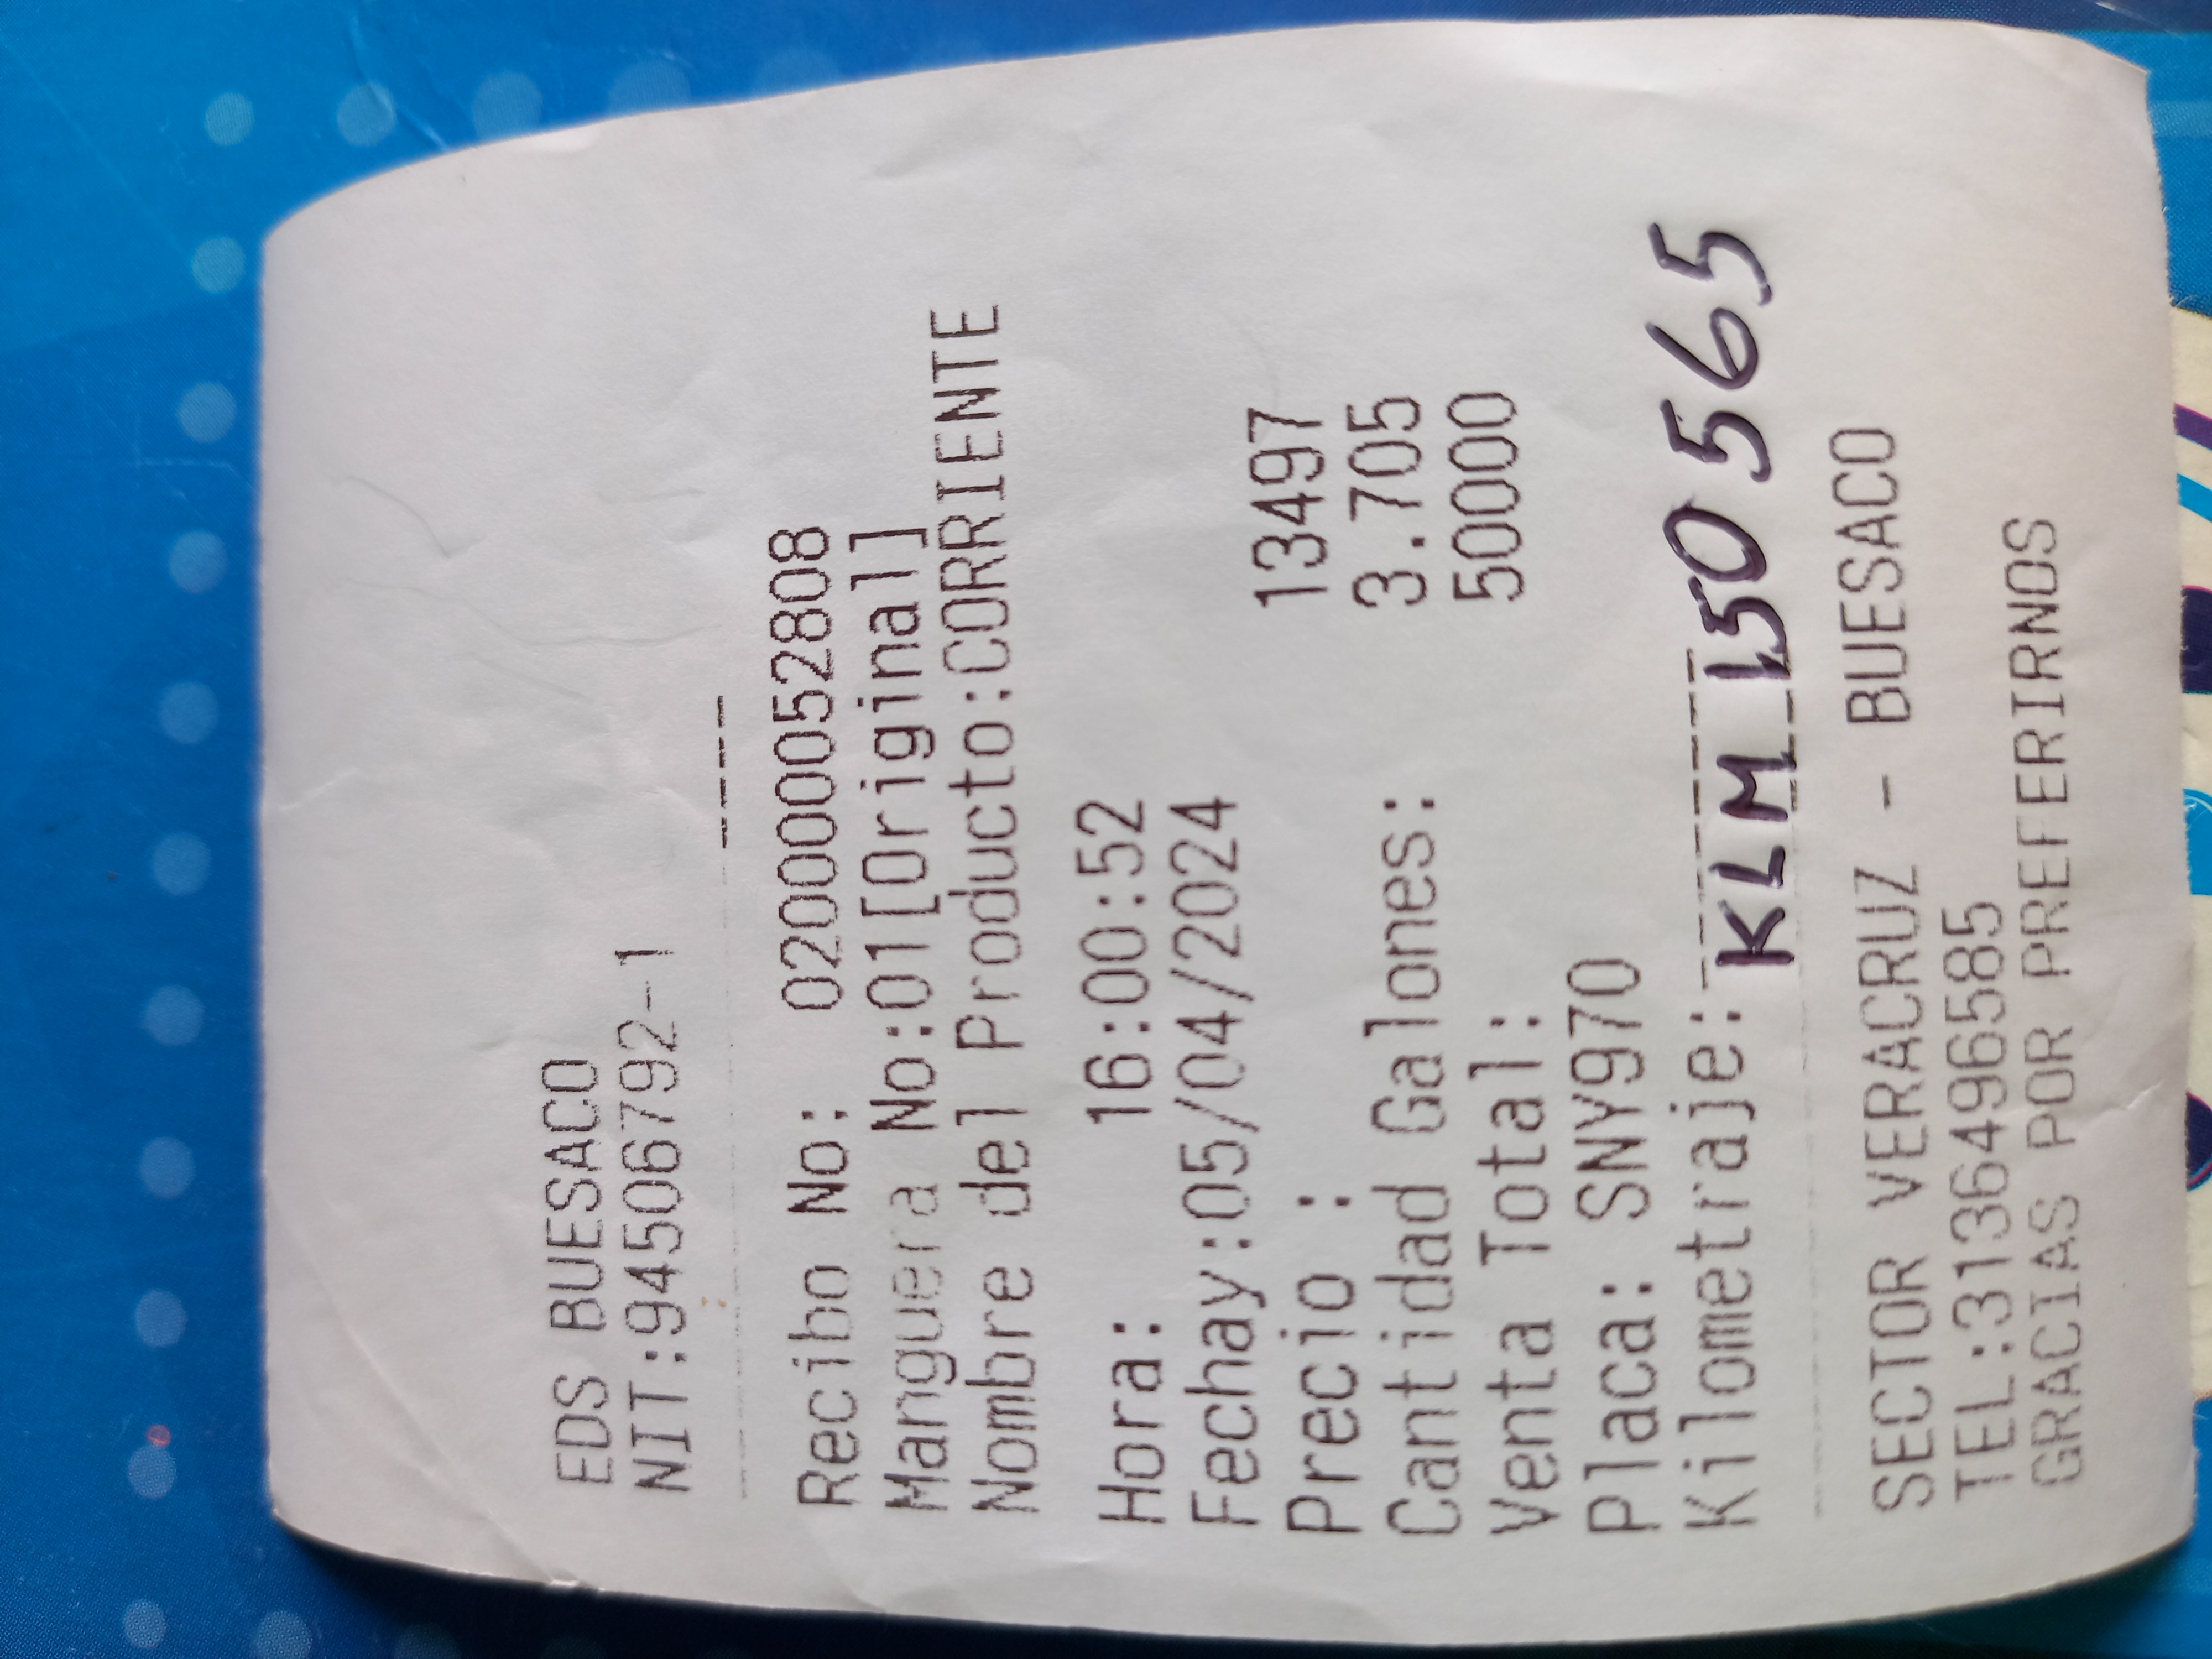 EDS BUESACO
NIT:94506792-1
Recibo No: 0200000052808
Manguera No:01[Original]
Nombre del Producto:CORRIENTE
Hora: 16:00:52
Fechay:05/04/2024
Precio : 13497
Cantidad Galones: 3.705
Venta Total: 50000
Placa: SNY970
Kilometraje: KLM 150565
SECTOR VERACRUZ - BUESACO
TEL:3136496585
GRACIAS POR PREFERIRNOS